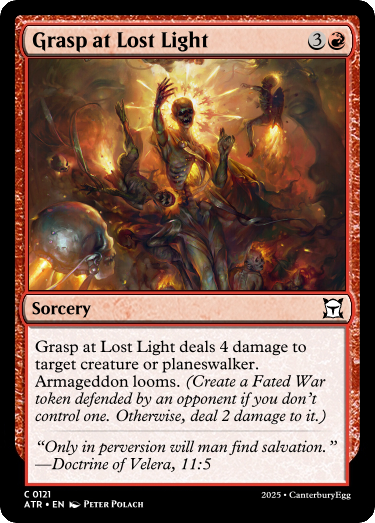 Grasp at Lost Light 3
Sorcery
Grasp at Lost Light deals 4 damage to
target creature or planeswalker.
Armageddon looms. (Create a Fated War
token defended by an opponent if you don't
control one. Otherwise, deal 2 damage to it.)
“Only in perversion will man find salvation.”
—Doctrine of Velera, 11:5
C 0121
ATR • EN Peter Polach
2025 • CanterburyEgg